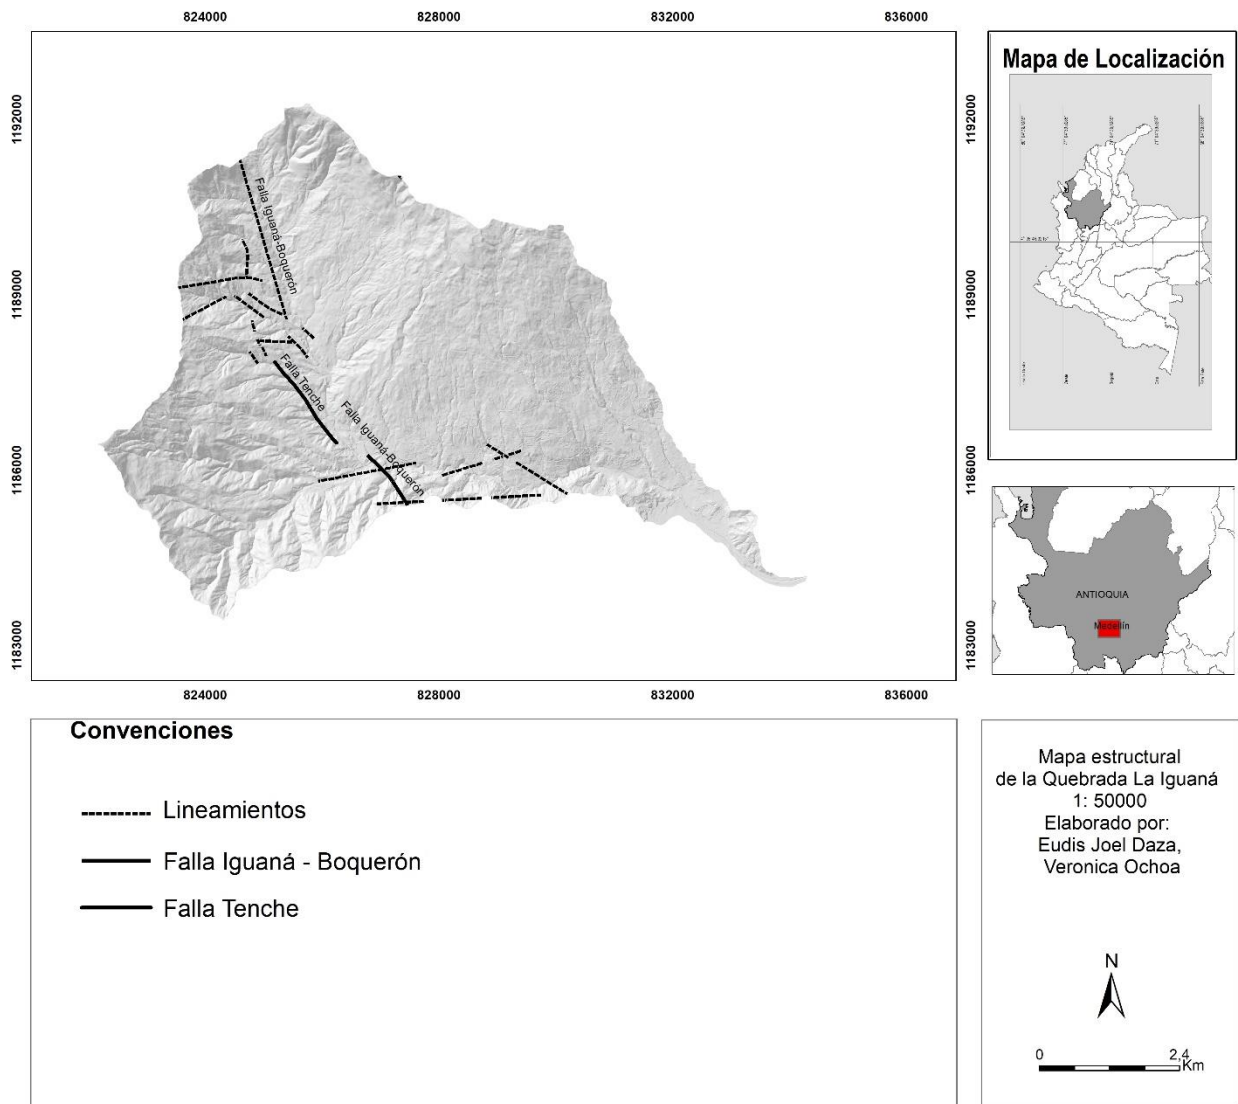 824000
828000
832000
836000
1192000
1189000
1186000
1183000
Falla Iguaná-Boquerón
Falla Tenche
Falla Iguaná-Boquerón
1192000
1189000
1186000
1183000
824000
828000
832000
836000
Mapa de Localización
ANTIOQUIA
Medellín
Convenciones
Lineamientos
Falla Iguaná - Boquerón
Falla Tenche
Mapa estructural
de la Quebrada La Iguaná
1: 50000
Elaborado por:
Eudis Joel Daza,
Veronica Ochoa
N
0
2,4
Km